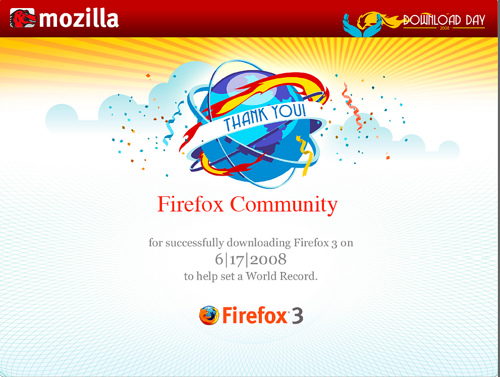 mozilla
DOWNLOAD DAY
2008
THANK YOU!
Firefox Community
for successfully downloading Firefox 3 on
6|17|2008
to help set a World Record.
Firefox 3